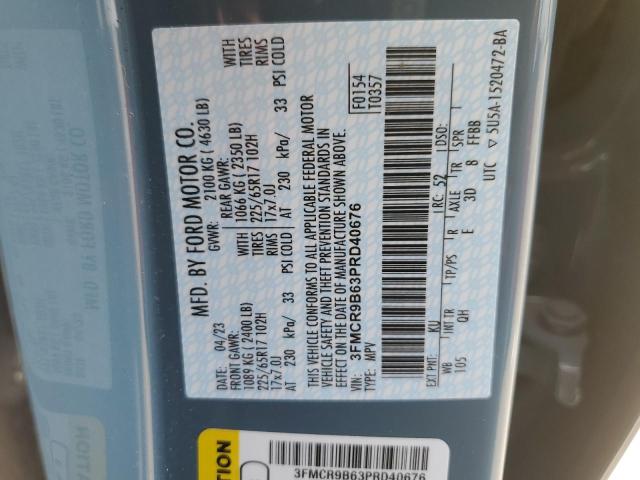 MFD. BY FORD MOTOR CO.
DATE: 04/23
GVWR: 2100 KG ( 4630 LB)
FRONT GAWR: 1089 KG ( 2400 LB)
225/65R17 102H
17x7.0J
AT 230 kPa/ 33 PSI COLD
REAR GAWR: 1066 KG ( 2350 LB)
WITH 225/65R17 102H TIRES
WITH 17x7.0J RIMS
AT 230 kPa/ 33 PSI COLD
THIS VEHICLE CONFORMS TO ALL APPLICABLE FEDERAL MOTOR
VEHICLE SAFETY AND THEFT PREVENTION STANDARDS IN
EFFECT ON THE DATE OF MANUFACTURE SHOWN ABOVE.
VIN: 3FMCR9B63PRD40676
TYPE: MPV
F0154
T0357
EXT PNT: KU RC: 52 DSO:
WB INT TR TP/PS R AXLE TR SPR
105 QH E 3D 8 FFBB
UTC ▽ 5U5A-1520472-BA
3FMCR9B63PRD40676